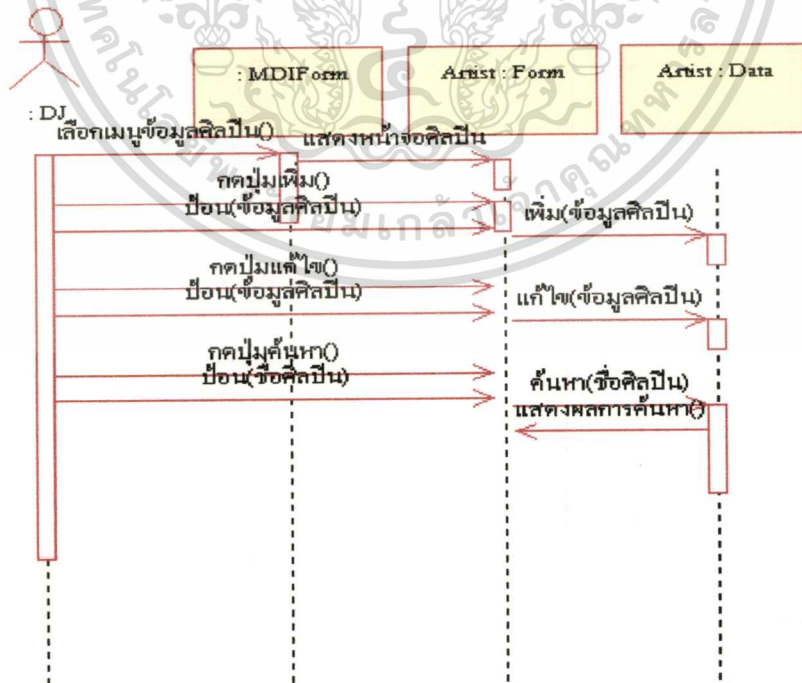 : MDIForm
Artist : Form
Artist : Data
: DJ
เลือกเมนูข้อมูลศิลปิน()
แสดงหน้าจอศิลปิน
กดปุ่มเพิ่ม()
ป้อน(ข้อมูลศิลปิน)
เพิ่ม(ข้อมูลศิลปิน)
กดปุ่มแก้ไข()
ป้อน(ข้อมูลศิลปิน)
แก้ไข(ข้อมูลศิลปิน)
กดปุ่มค้นหา()
ป้อน(ชื่อศิลปิน)
ค้นหา(ชื่อศิลปิน)
แสดงผลการค้นหา()